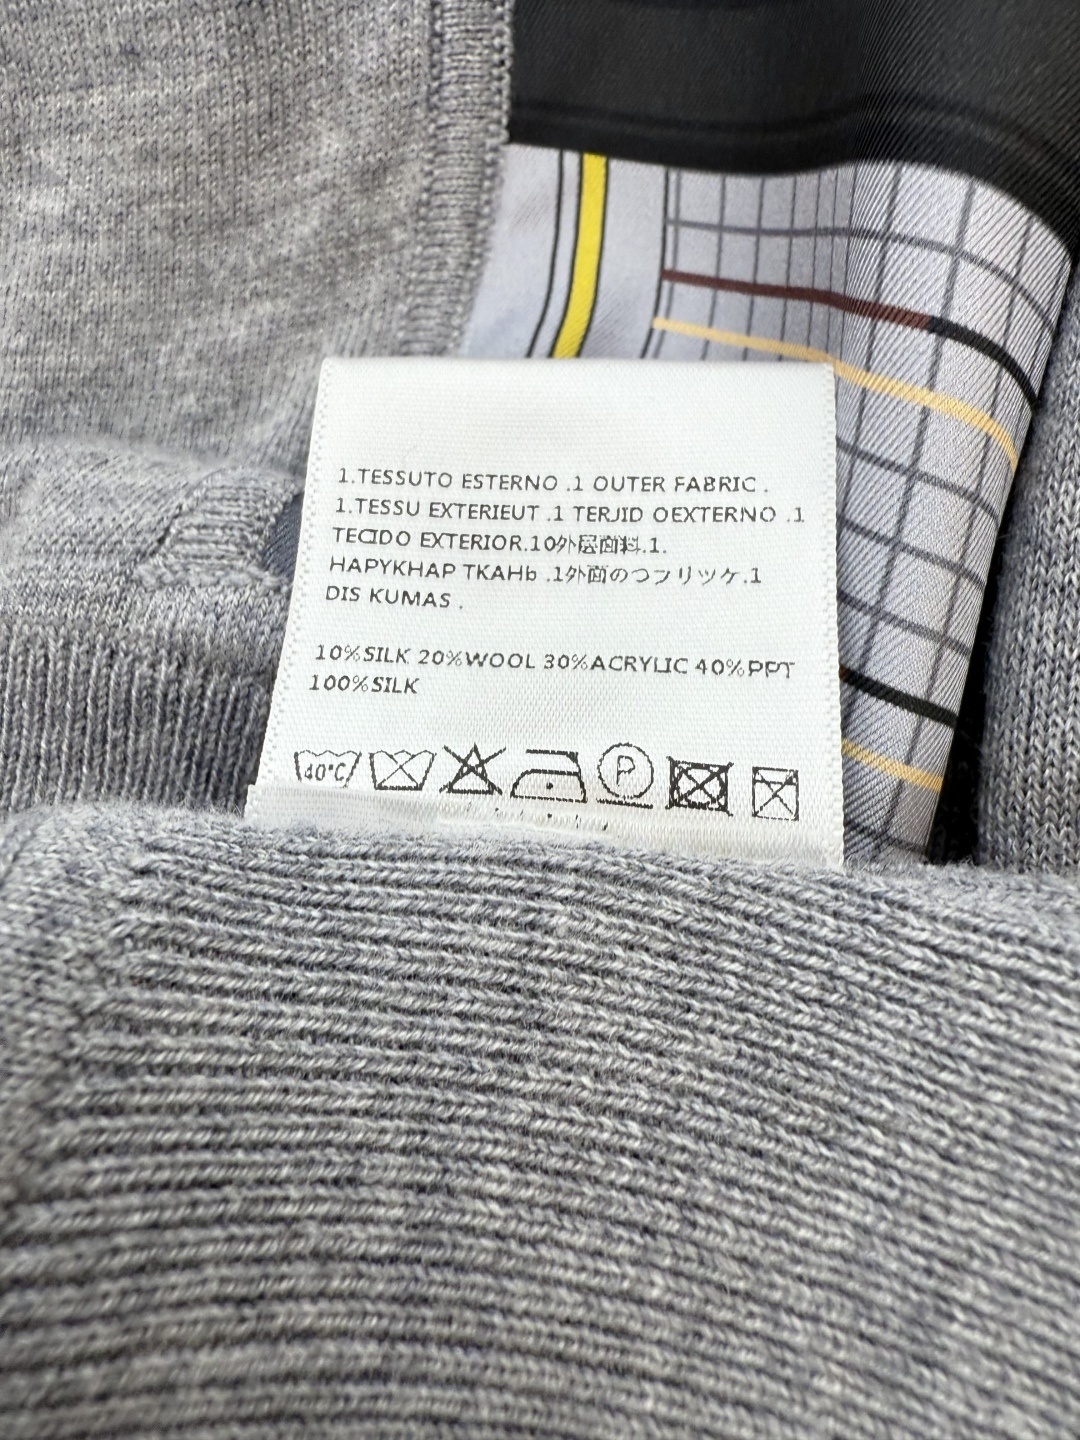 1.TESSUTO ESTERNO .1 OUTER FABRIC .
1.TESSU EXTERIEUT .1 TERJID OEXTERNO .1
TECIDO EXTERIOR.10外层面料.1.
HAPYKHAP TKAHb .1外面のつフリッケ.1
DIS KUMAS .
10%SILK 20%WOOL 30%ACRYLIC 40%PPT
100%SILK
40°C P